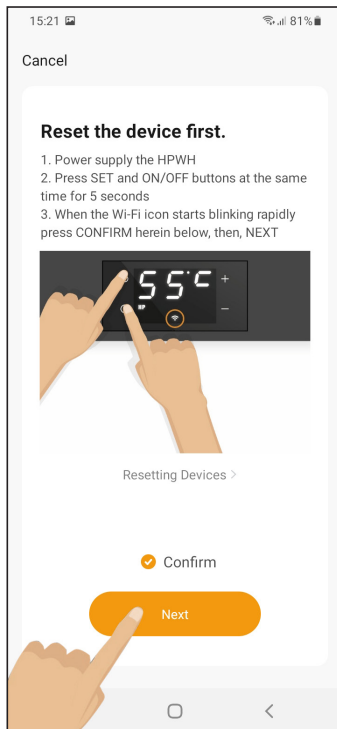 15:21 81%
Cancel
Reset the device first.
1. Power supply the HPWH
2. Press SET and ON/OFF buttons at the same
time for 5 seconds
3. When the Wi-Fi icon starts blinking rapidly
press CONFIRM herein below, then, NEXT
55°C +
HP −
Resetting Devices >
Confirm
Next